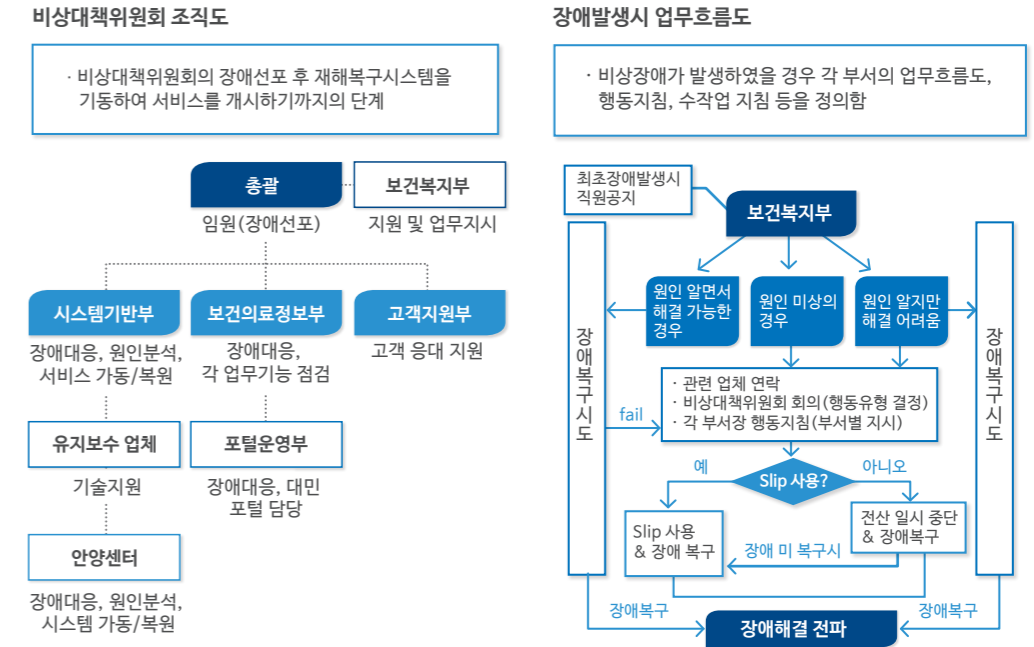 비상대책위원회 조직도
· 비상대책위원회의 장애선포 후 재해복구시스템을
기동하여 서비스를 개시하기까지의 단계
총괄
보건복지부
임원(장애선포)
지원 및 업무지시
시스템기반부
보건의료정보부
고객지원부
장애대응, 원인분석,
서비스 가동/복원
장애대응,
각 업무기능 점검
고객 응대 지원
유지보수 업체
포털운영부
기술지원
장애대응, 대민
포털 담당
안양센터
장애대응, 원인분석,
시스템 가동/복원
장애발생시 업무흐름도
· 비상장애가 발생하였을 경우 각 부서의 업무흐름도,
행동지침, 수작업 지침 등을 정의함
최초장애발생시
직원공지
보건복지부
원인 알면서
해결 가능한
경우
원인 미상의
경우
원인 알지만
해결 어려움
장애복구시도
장애복구시도
· 관련 업체 연락
· 비상대책위원회 회의(행동유형 결정)
· 각 부서장 행동지침(부서별 지시)
fail
예
Slip 사용?
아니오
Slip 사용
& 장애 복구
전산 일시 중단
& 장애복구
장애 미 복구시
장애복구
장애복구
장애해결 전파